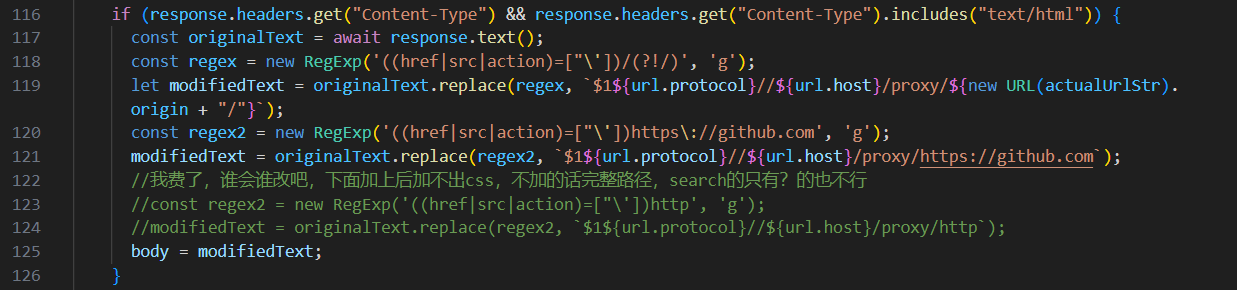 116 if (response.headers.get("Content-Type") && response.headers.get("Content-Type").includes("text/html")) {
117 const originalText = await response.text();
118 const regex = new RegExp('((href|src|action)=["\'])/(?!/)', 'g');
119 let modifiedText = originalText.replace(regex, `$1${url.protocol}//${url.host}/proxy/${new URL(actualUrlStr).
origin + "/"}`);
120 const regex2 = new RegExp('((href|src|action)=["\'])https\://github.com', 'g');
121 modifiedText = originalText.replace(regex2, `$1${url.protocol}//${url.host}/proxy/https://github.com`);
122 //我费了，谁会谁改吧，下面加上后加不出css，不加的话完整路径，search的只有？的也不行
123 //const regex2 = new RegExp('((href|src|action)=["\'])http', 'g');
124 //modifiedText = originalText.replace(regex2, `$1${url.protocol}//${url.host}/proxy/http`);
125 body = modifiedText;
126 }